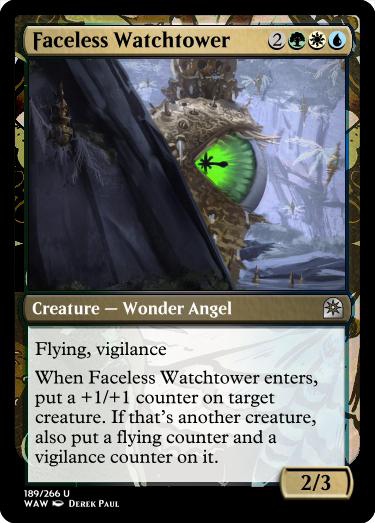 Faceless Watchtower 2
Creature — Wonder Angel
Flying, vigilance
When Faceless Watchtower enters,
put a +1/+1 counter on target
creature. If that's another creature,
also put a flying counter and a
vigilance counter on it.
2/3
189/266 U
WAW Derek Paul